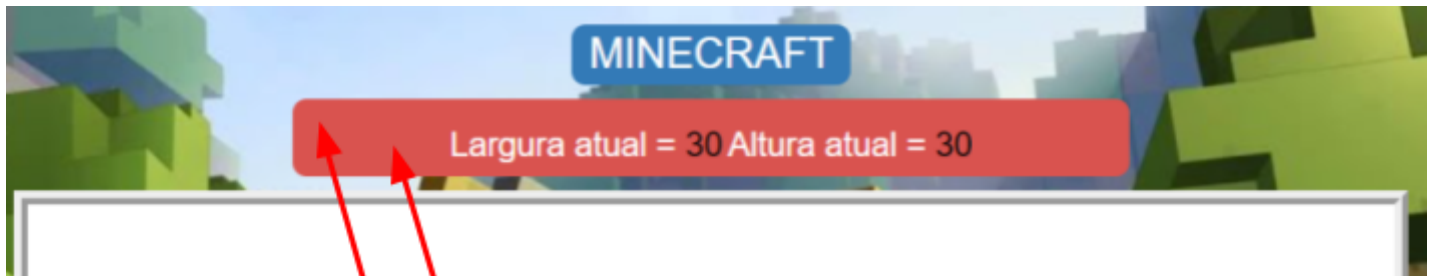 MINECRAFT
Largura atual = 30 Altura atual = 30